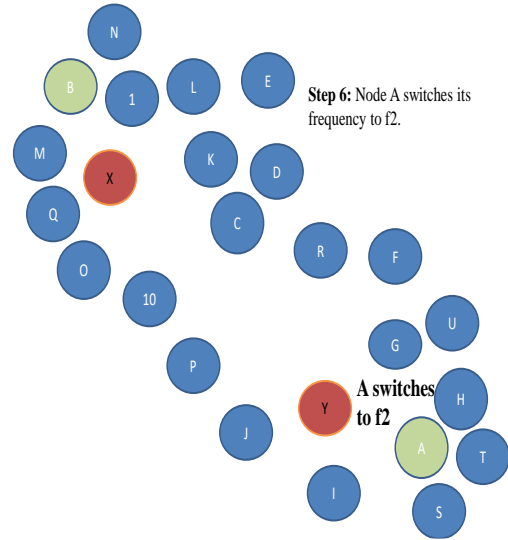 N
B
1
L
E
Step 6: Node A switches its
frequency to f2.
M
X
K
D
Q
C
R
F
O
10
U
G
P
A switches
to f2
Y
H
J
A
T
I
S